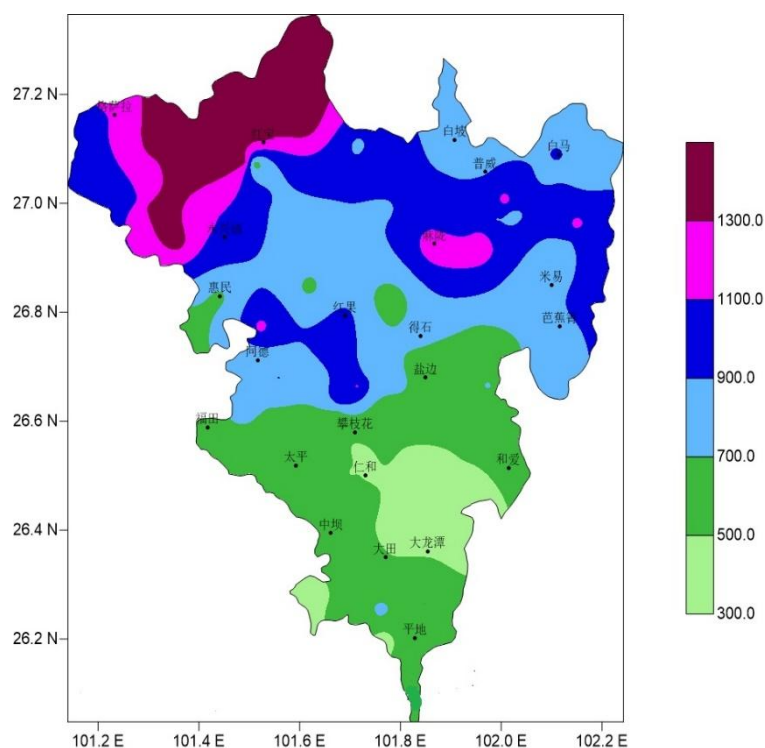 27.2 N
27.0 N
26.8 N
26.6 N
26.4 N
26.2 N
101.2 E
101.4 E
101.6 E
101.8 E
102.0 E
102.2 E
白坡
普威
白马
米易
芭蕉箐
惠民
红果
得石
同德
盐边
福田
攀枝花
太平
仁和
和爱
中坝
大田
大龙潭
平地
1300.0
1100.0
900.0
700.0
500.0
300.0